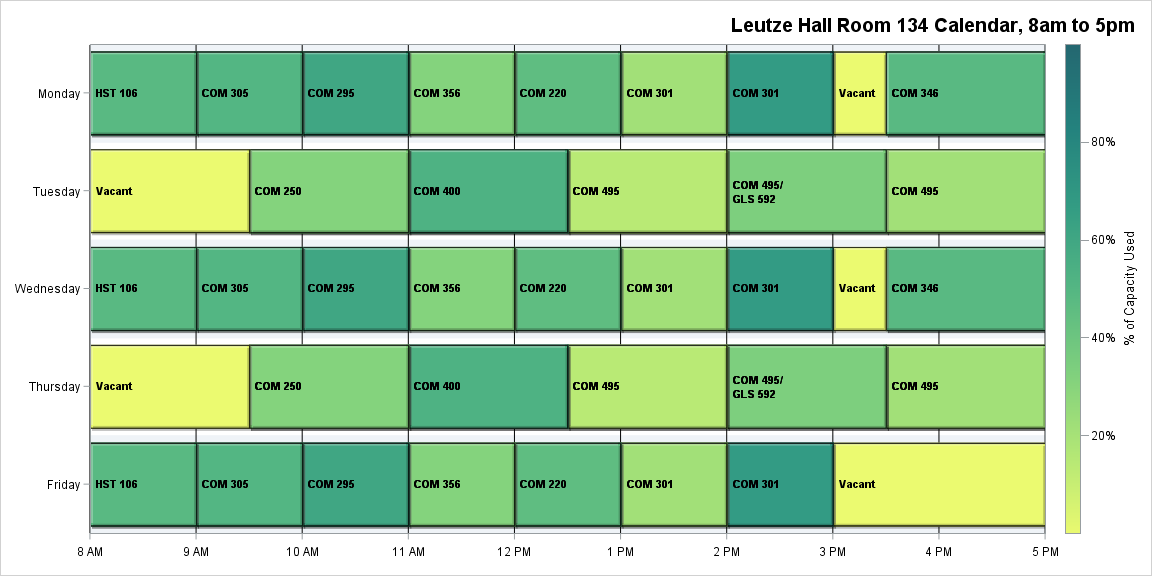 Leutze Hall Room 134 Calendar, 8am to 5pm
Monday
HST 106
COM 305
COM 295
COM 356
COM 220
COM 301
COM 301
Vacant
COM 346
Tuesday
Vacant
COM 250
COM 400
COM 495
COM 495/
GLS 592
COM 495
Wednesday
HST 106
COM 305
COM 295
COM 356
COM 220
COM 301
COM 301
Vacant
COM 346
Thursday
Vacant
COM 250
COM 400
COM 495
COM 495/
GLS 592
COM 495
Friday
HST 106
COM 305
COM 295
COM 356
COM 220
COM 301
COM 301
Vacant
8 AM
9 AM
10 AM
11 AM
12 PM
1 PM
2 PM
3 PM
4 PM
5 PM
80%
60%
40%
20%
% of Capacity Used